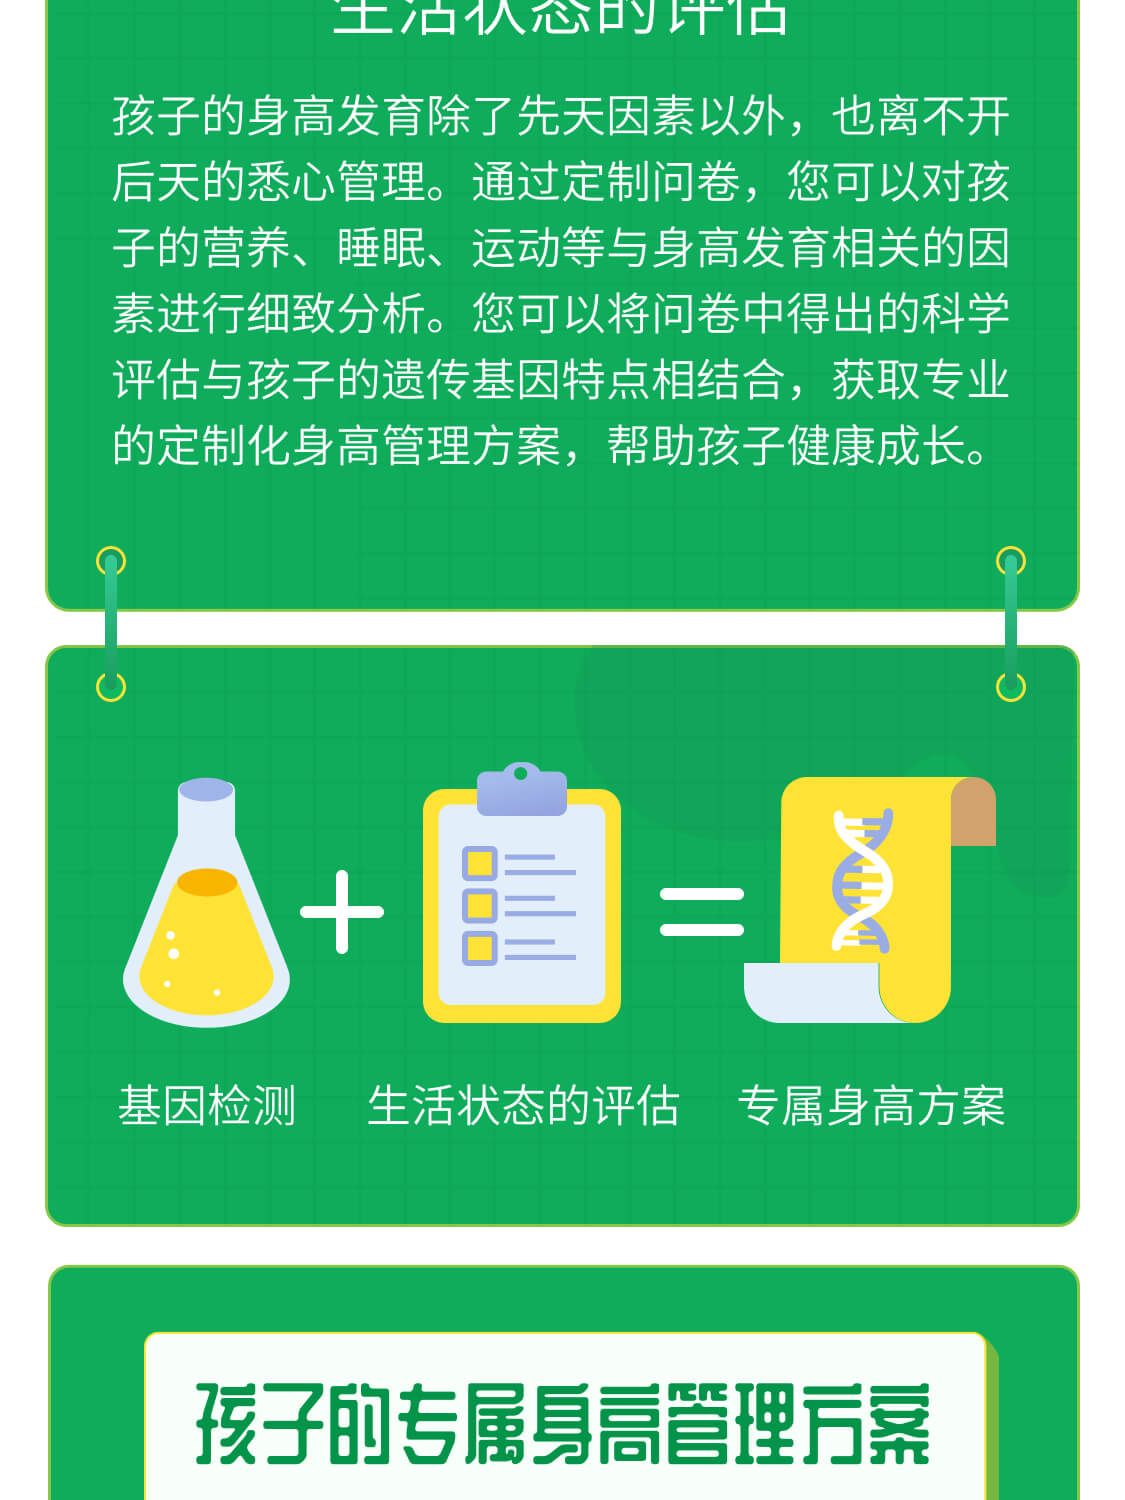 生活状态的评估
孩子的身高发育除了先天因素以外，也离不开
后天的悉心管理。通过定制问卷，您可以对孩
子的营养、睡眠、运动等与身高发育相关的因
素进行细致分析。您可以将问卷中得出的科学
评估与孩子的遗传基因特点相结合，获取专业
的定制化身高管理方案，帮助孩子健康成长。
基因检测
生活状态的评估
专属身高方案
孩子的专属身高管理方案